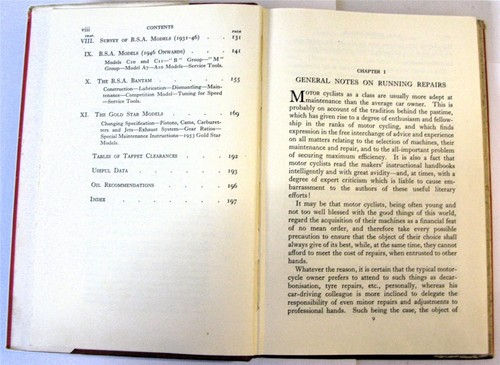 viii CONTENTS
CHAP. PAGE
VIII. Survey of B.S.A. Models (1931-46) . . . . 131
IX. B.S.A. Models (1946 Onwards) . . . . 141
Models C10 and C11—"B" Group—"M"
Group—Model A7—A10 Models—Service Tools.
X. The B.S.A. Bantam . . . . 155
Construction—Lubrication—Dismantling—Main-
tenance—Competition Model—Tuning for Speed
—Service Tools.
XI. The Gold Star Models . . . . 169
Changing Specification—Pistons, Cams, Carburet-
ters and Jets—Exhaust System—Gear Ratios—
Special Maintenance Instructions—1953 Gold Star
Models.
Tables of Tappet Clearances . . . . 192
Useful Data . . . . 193
Oil Recommendations . . . . 196
Index . . . . 197
CHAPTER I
GENERAL NOTES ON RUNNING REPAIRS
Motor cyclists as a class are usually more adept at
maintenance than the average car owner. This is
probably on account of the tradition behind the pastime,
which has given rise to a degree of enthusiasm and fellow-
ship in the ranks of motor cycling, and which finds
expression in the free interchange of advice and experience
on all matters relating to the selection of machines, their
maintenance and repair, and to the all-important problem
of securing maximum efficiency. It is also a fact that
motor cyclists read the makers' instructional handbooks
intelligently and with great avidity—and, at times, with a
degree of expert criticism which is liable to cause em-
barrassment to the authors of these useful literary
efforts!
It may be that motor cyclists, being often young and
not too well blessed with the good things of this world,
regard the acquisition of their machines as a financial feat
of no mean order, and therefore take every possible
precaution to ensure that the object of their choice shall
always give of its best, while, at the same time, they cannot
afford to meet the cost of repairs, when entrusted to other
hands.
Whatever the reason, it is certain that the typical motor-
cycle owner prefers to attend to such things as decar-
bonisation, tyre repairs, etc., personally, whereas his
car-driving colleague is more inclined to delegate the
responsibility of even minor repairs and adjustments to
professional hands. Such being the case, the object of
9